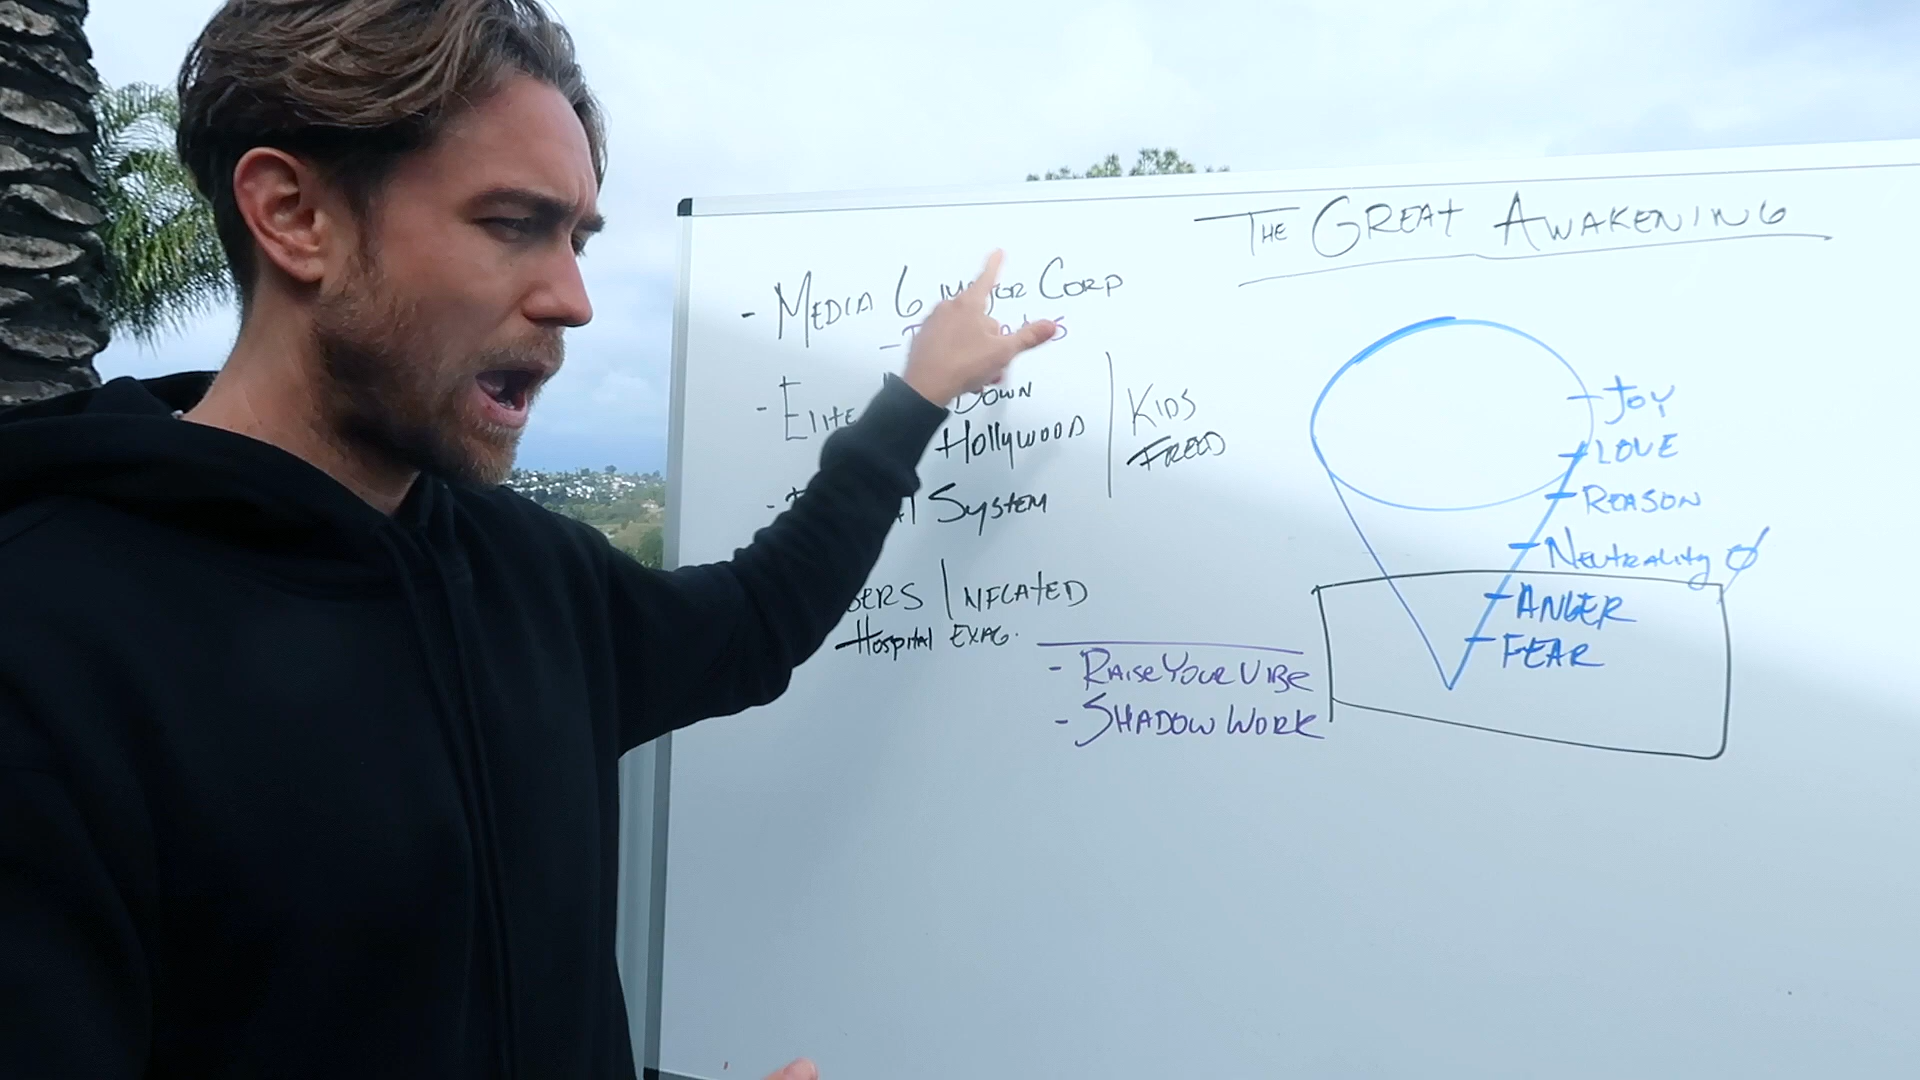 The Great Awakening
- Media 6 Major Corp
- Elite Down
Hollywood
Kids
Freed
System
Inflated
Hospital Exag.
- Raise Your Vibe
- Shadow Work
Joy
Love
Reason
Neutrality Ø
Anger
Fear